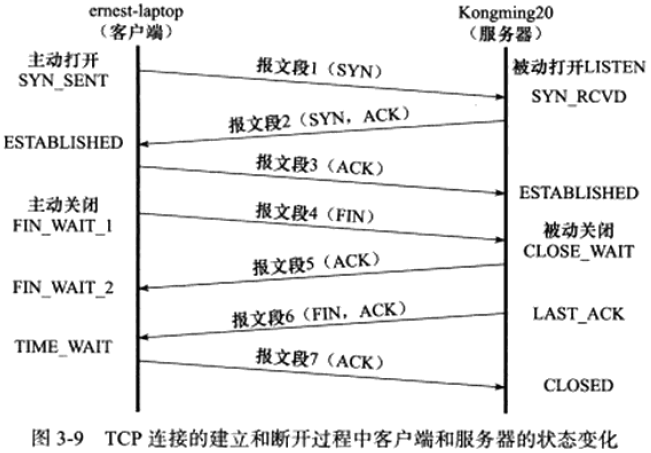 ernest-laptop
（客户端）
Kongming20
（服务器）
主动打开
SYN_SENT
报文段1（SYN）
被动打开LISTEN
SYN_RCVD
报文段2（SYN，ACK）
ESTABLISHED
报文段3（ACK）
ESTABLISHED
主动关闭
FIN_WAIT_1
报文段4（FIN）
被动关闭
CLOSE_WAIT
报文段5（ACK）
FIN_WAIT_2
报文段6（FIN，ACK）
LAST_ACK
TIME_WAIT
报文段7（ACK）
CLOSED
图 3-9 TCP 连接的建立和断开过程中客户端和服务器的状态变化